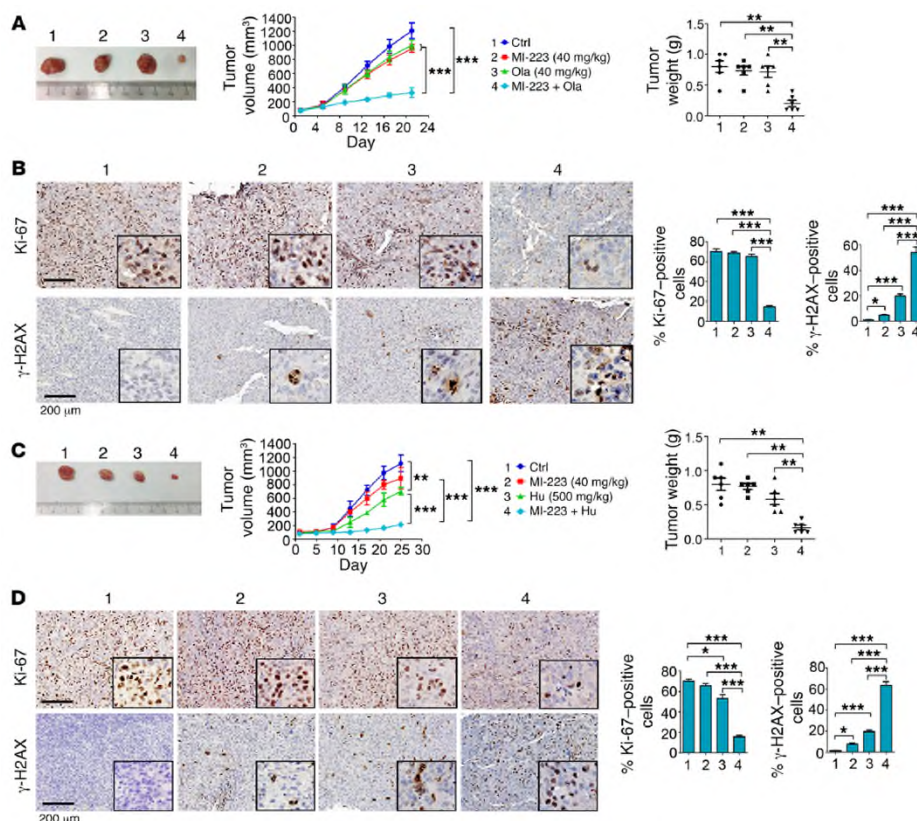 A
1 2 3 4
Tumor
volume (mm³)
1400
1200
1000
800
600
400
200
0
0 4 8 12 16 20 24
Day
1 Ctrl
2 MI-223 (40 mg/kg)
3 Ola (40 mg/kg)
4 MI-223 + Ola
*** ***
Tumor
weight (g)
1.5
1.0
0.5
0
1 2 3 4
**
**
**
B
1 2 3 4
Ki-67
γ-H2AX
200 μm
% Ki-67–positive
cells
80
60
40
20
0
1 2 3 4
***
***
***
% γ-H2AX–positive
cells
60
40
20
0
1 2 3 4
***
***
***
***
*
C
1 2 3 4
Tumor
volume (mm³)
1400
1200
1000
800
600
400
200
0
0 5 10 15 20 25 30
Day
1 Ctrl
2 MI-223 (40 mg/kg)
3 Hu (500 mg/kg)
4 MI-223 + Hu
**
***
***
***
Tumor weight (g)
1.5
1.0
0.5
0.0
1 2 3 4
**
**
**
D
1 2 3 4
Ki-67
γ-H2AX
200 μm
% Ki-67–positive
cells
80
60
40
20
0
1 2 3 4
***
*
***
***
% γ-H2AX–positive
cells
80
60
40
20
0
1 2 3 4
***
***
***
***
*